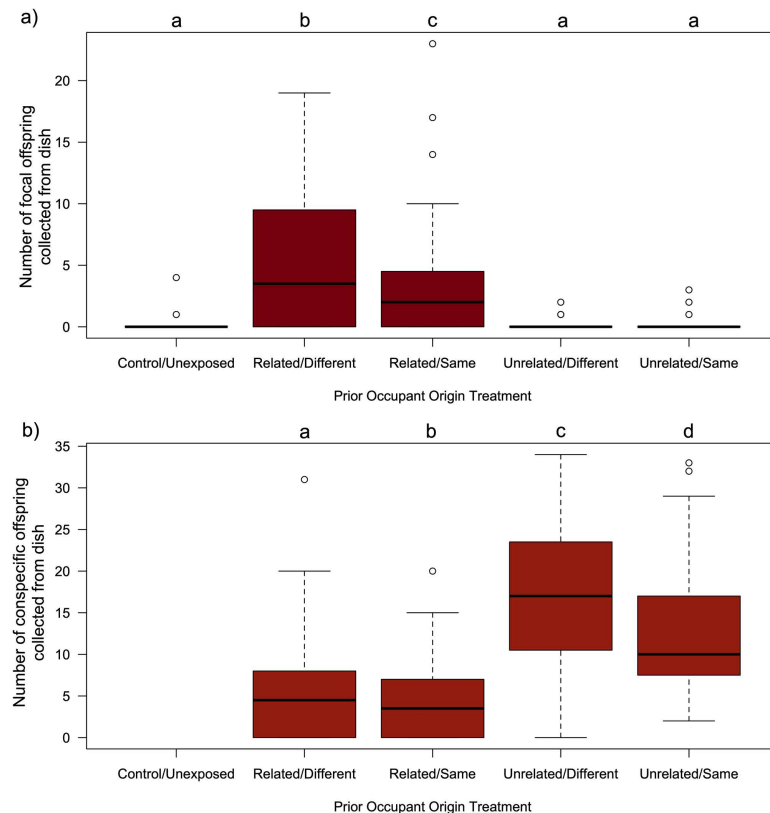 a)
a b c a a
Number of focal offspring
collected from dish
20
15
10
5
0
Control/Unexposed Related/Different Related/Same Unrelated/Different Unrelated/Same
Prior Occupant Origin Treatment
b)
a b c d
Number of conspecific offspring
collected from dish
35
30
25
20
15
10
5
0
Control/Unexposed Related/Different Related/Same Unrelated/Different Unrelated/Same
Prior Occupant Origin Treatment